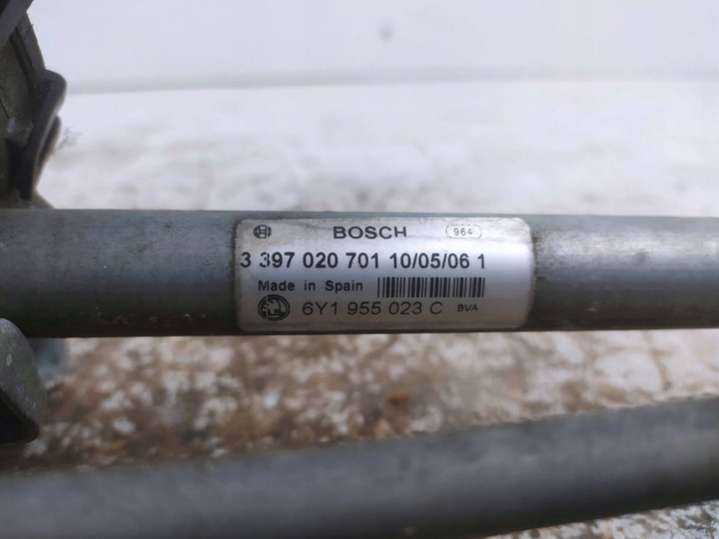 BOSCH 964
3 397 020 701 10/05/06 1
Made in Spain
6Y1 955 023 C BVA